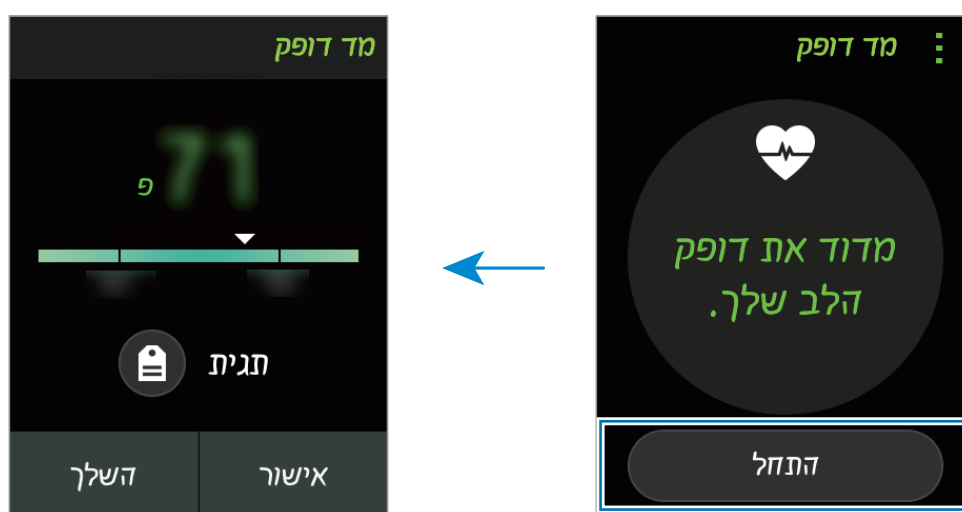 מד דופק
מדוד את דופק
הלב שלך.
התחל
מד דופק
71 פ
תגית
אישור
השלך